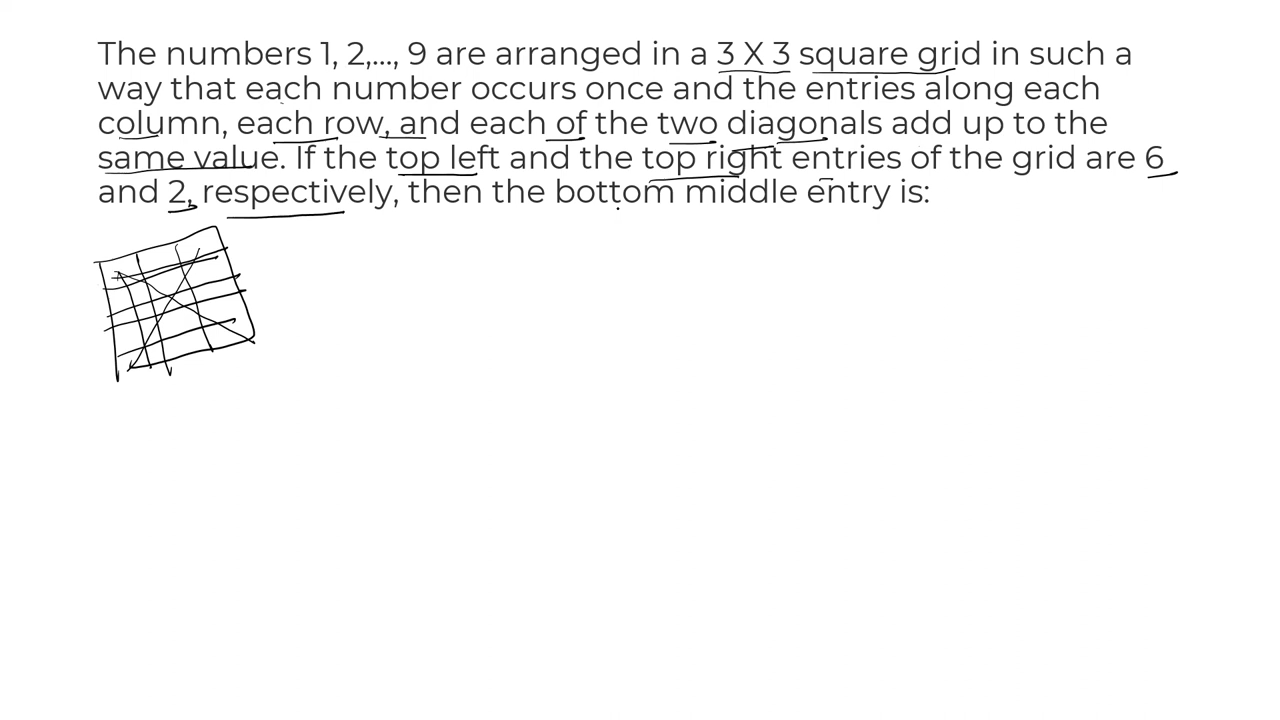 The numbers 1, 2,..., 9 are arranged in a 3 X 3 square grid in such a
way that each number occurs once and the entries along each
column, each row, and each of the two diagonals add up to the
same value. If the top left and the top right entries of the grid are 6
and 2, respectively, then the bottom middle entry is: